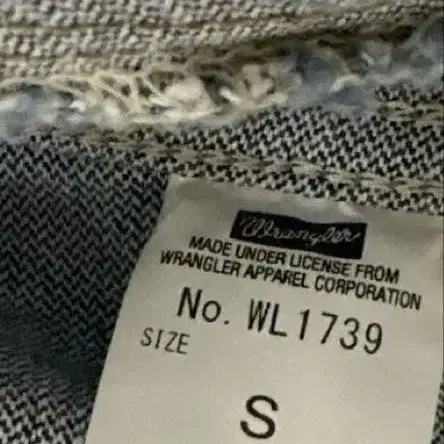 Wrangler
MADE UNDER LICENSE FROM
WRANGLER APPAREL CORPORATION
No. WL1739
SIZE
S